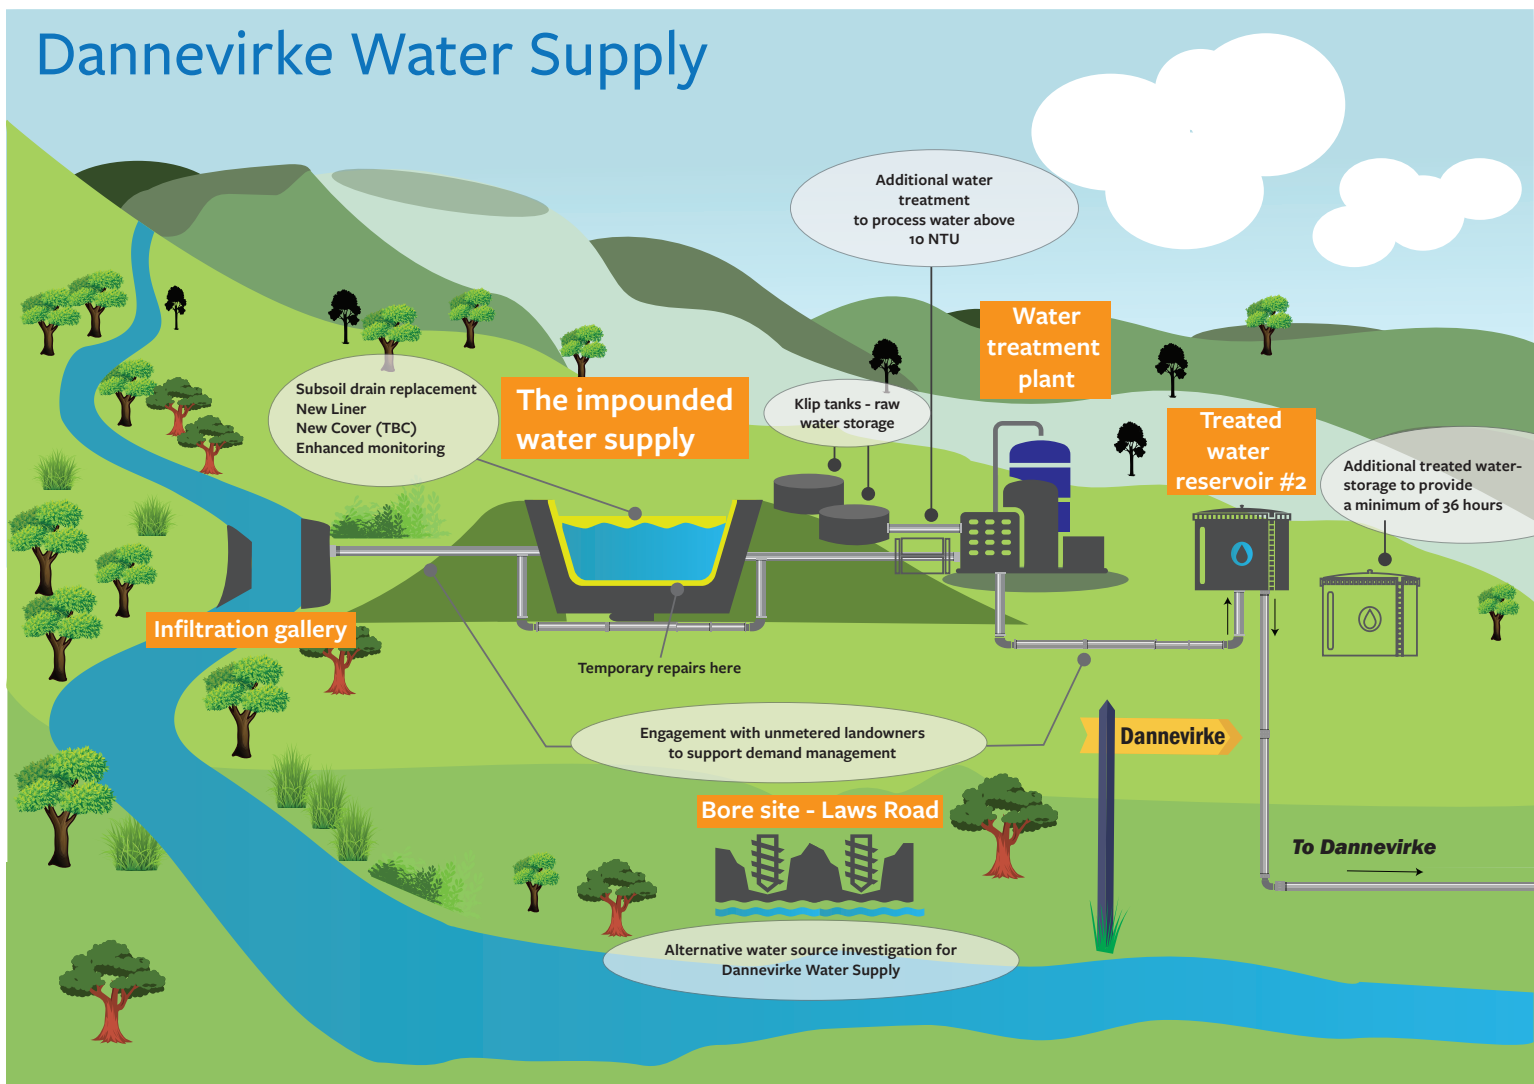 Dannevirke Water Supply
Additional water
treatment
to process water above
10 NTU
Water
treatment
plant
Subsoil drain replacement
New Liner
New Cover (TBC)
Enhanced monitoring
The impounded
water supply
Klip tanks - raw
water storage
Treated
water
reservoir #2
Additional treated water-
storage to provide
a minimum of 36 hours
Infiltration gallery
Temporary repairs here
Engagement with unmetered landowners
to support demand management
Dannevirke
Bore site - Laws Road
To Dannevirke
Alternative water source investigation for
Dannevirke Water Supply